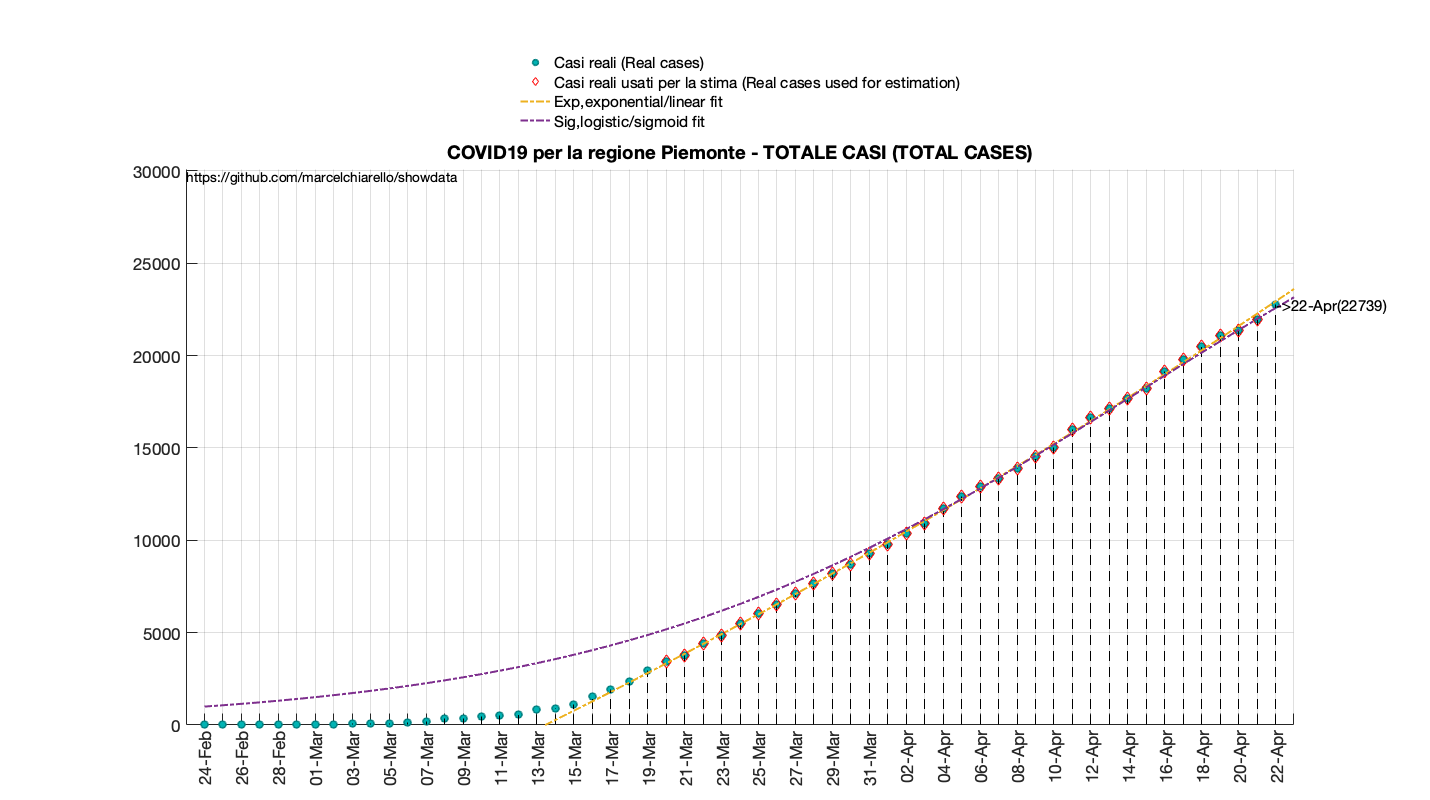 Casi reali (Real cases)
Casi reali usati per la stima (Real cases used for estimation)
Exp,exponential/linear fit
Sig,logistic/sigmoid fit
COVID19 per la regione Piemonte - TOTALE CASI (TOTAL CASES)
https://github.com/marcelchiarello/showdata
30000
25000
20000
15000
10000
5000
0
->22-Apr(22739)
24-Feb
26-Feb
28-Feb
01-Mar
03-Mar
05-Mar
07-Mar
09-Mar
11-Mar
13-Mar
15-Mar
17-Mar
19-Mar
21-Mar
23-Mar
25-Mar
27-Mar
29-Mar
31-Mar
02-Apr
04-Apr
06-Apr
08-Apr
10-Apr
12-Apr
14-Apr
16-Apr
18-Apr
20-Apr
22-Apr